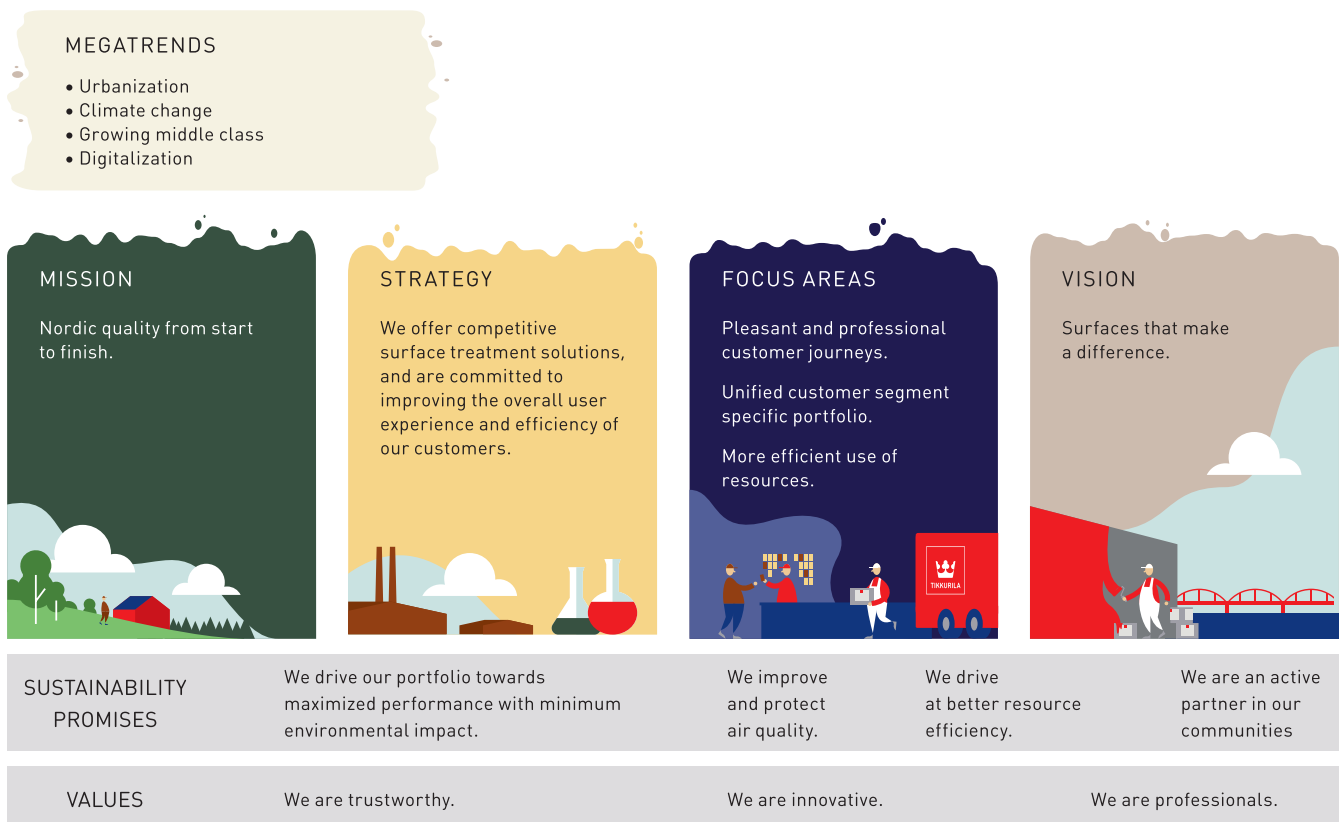 MEGATRENDS
• Urbanization
• Climate change
• Growing middle class
• Digitalization
MISSION
Nordic quality from start
to finish.
STRATEGY
We offer competitive
surface treatment solutions,
and are committed to
improving the overall user
experience and efficiency of
our customers.
FOCUS AREAS
Pleasant and professional
customer journeys.
Unified customer segment
specific portfolio.
More efficient use of
resources.
TIKKURILA
VISION
Surfaces that make
a difference.
SUSTAINABILITY
PROMISES
We drive our portfolio towards
maximized performance with minimum
environmental impact.
We improve
and protect
air quality.
We drive
at better resource
efficiency.
We are an active
partner in our
communities
VALUES
We are trustworthy.
We are innovative.
We are professionals.